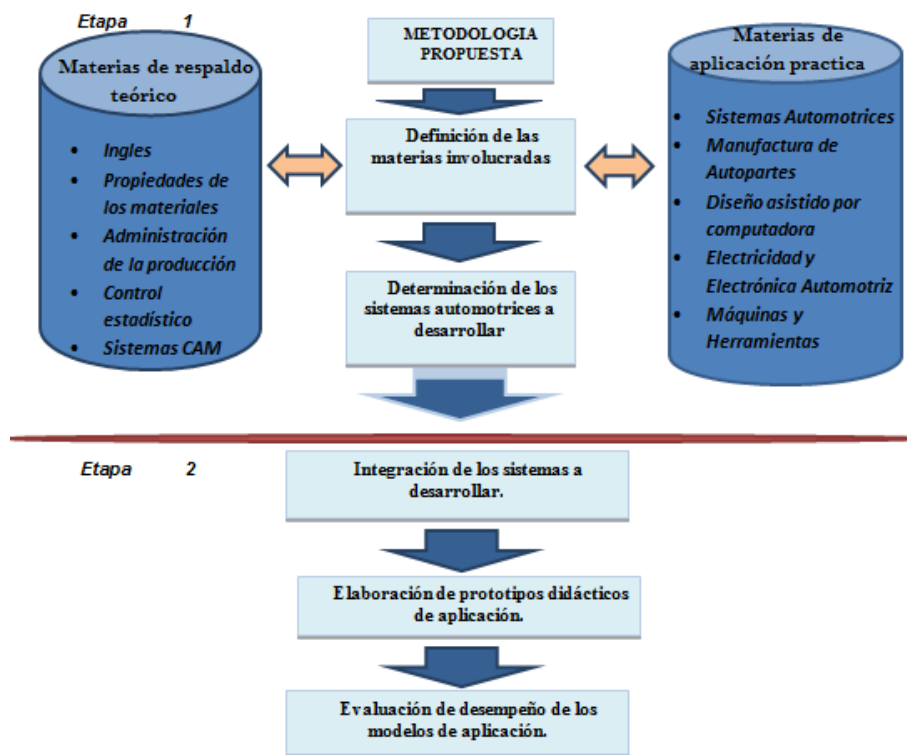 Etapa 1
METODOLOGIA
PROPUESTA
Materias de respaldo
teórico
• Ingles
• Propiedades de
los materiales
• Administración
de la producción
• Control
estadístico
• Sistemas CAM
Definición de las
materias involucradas
Materias de
aplicación practica
• Sistemas Automotrices
• Manufactura de
Autopartes
• Diseño asistido por
computadora
• Electricidad y
Electrónica Automotriz
• Máquinas y
Herramientas
Determinación de los
sistemas automotrices a
desarrollar
Etapa 2
Integración de los sistemas a
desarrollar.
Elaboración de prototipos didácticos
de aplicación.
Evaluación de desempeño de los
modelos de aplicación.